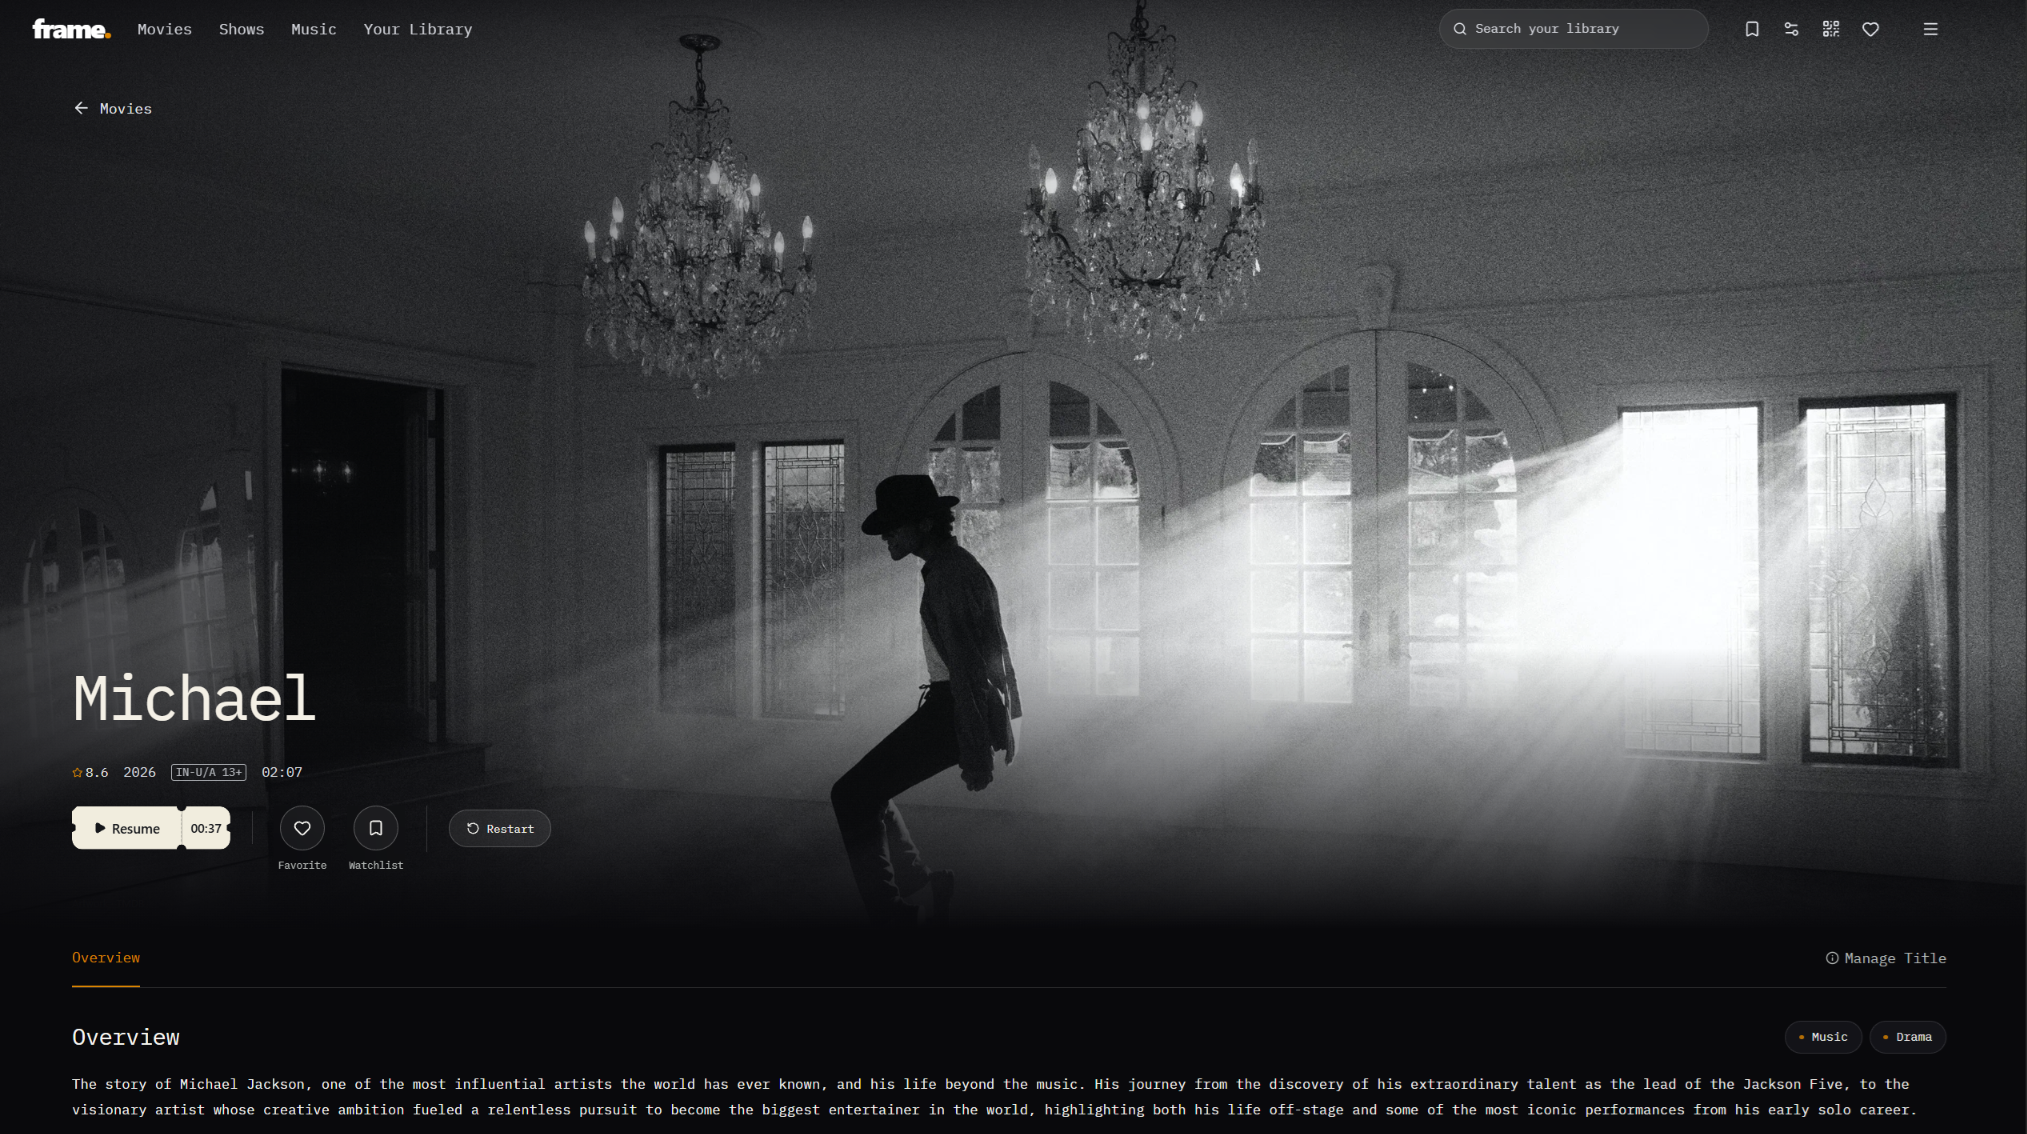 frame.
Movies
Shows
Music
Your Library
Search your library
Movies
Michael
8.6 2026 IN-U/A 13+ 02:07
Resume 00:37
Restart
Favorite
Watchlist
Overview
Manage Title
Overview
Music
Drama
The story of Michael Jackson, one of the most influential artists the world has ever known, and his life beyond the music. His journey from the discovery of his extraordinary talent as the lead of the Jackson Five, to the
visionary artist whose creative ambition fueled a relentless pursuit to become the biggest entertainer in the world, highlighting both his life off-stage and some of the most iconic performances from his early solo career.